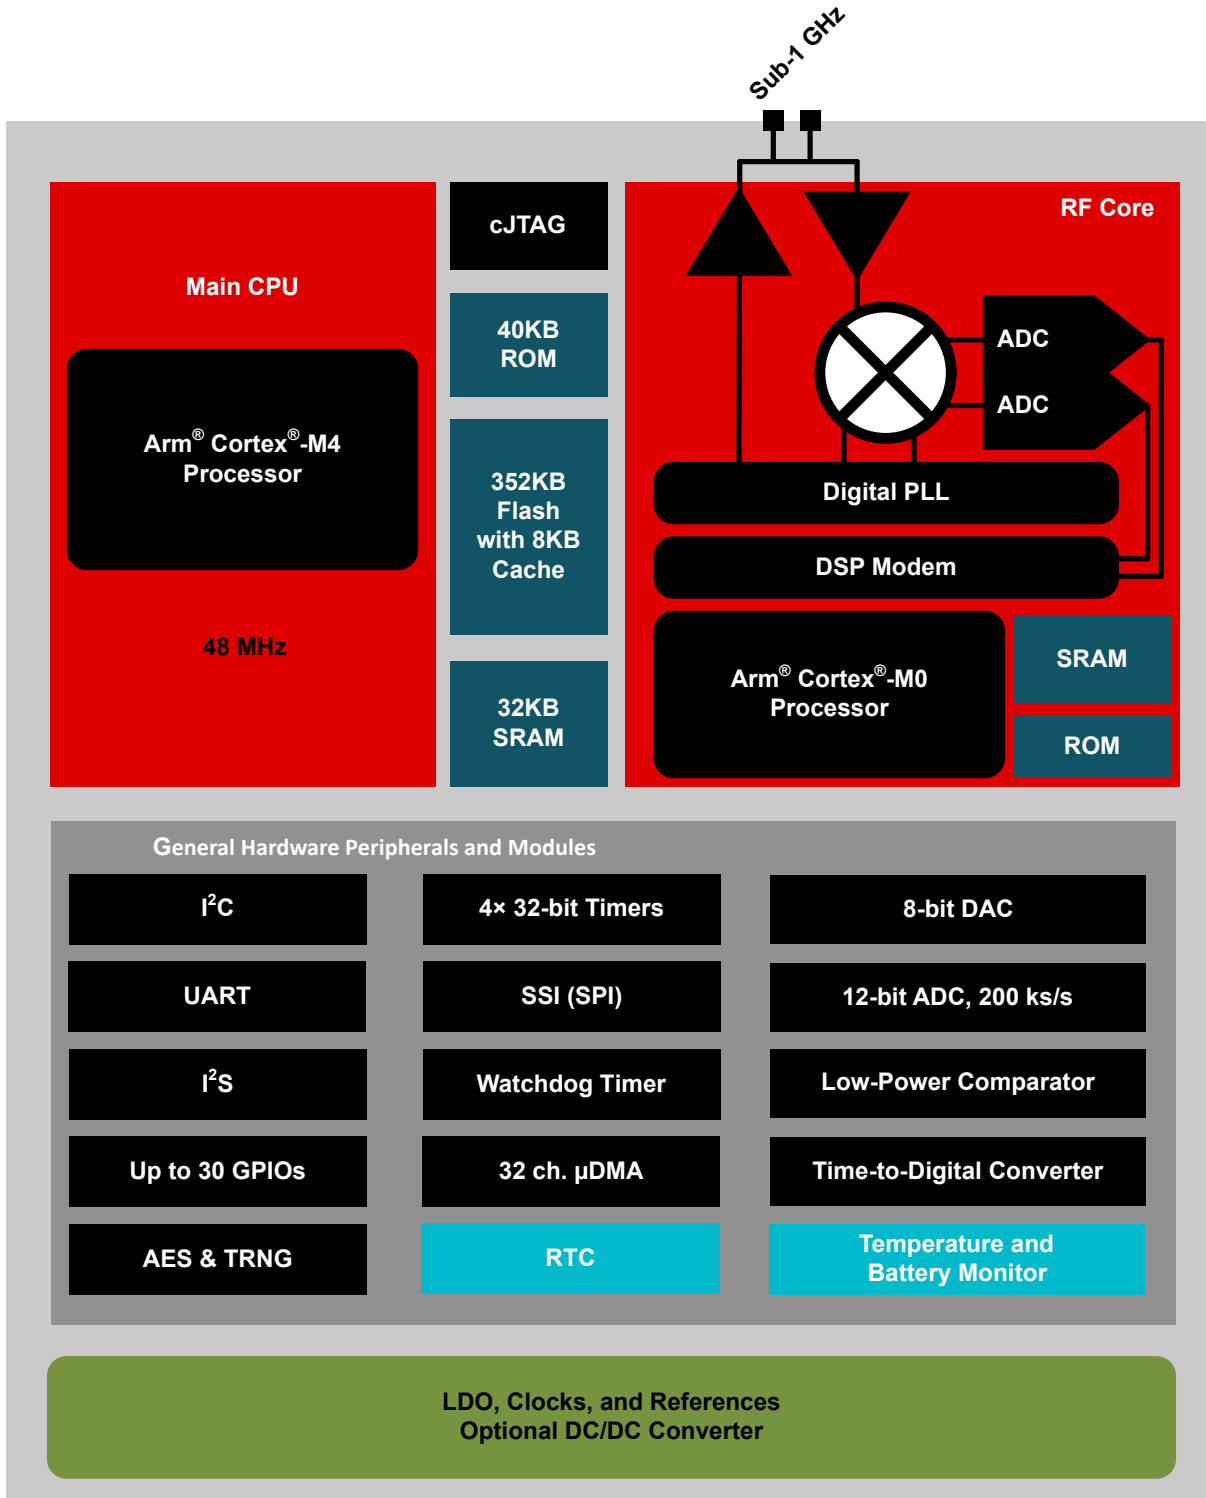 Sub-1 GHz
Main CPU
Arm® Cortex®-M4
Processor
48 MHz
cJTAG
40KB
ROM
352KB
Flash
with 8KB
Cache
32KB
SRAM
RF Core
ADC
ADC
Digital PLL
DSP Modem
Arm® Cortex®-M0
Processor
SRAM
ROM
General Hardware Peripherals and Modules
I²C
4× 32-bit Timers
8-bit DAC
UART
SSI (SPI)
12-bit ADC, 200 ks/s
I²S
Watchdog Timer
Low-Power Comparator
Up to 30 GPIOs
32 ch. µDMA
Time-to-Digital Converter
AES & TRNG
RTC
Temperature and
Battery Monitor
LDO, Clocks, and References
Optional DC/DC Converter